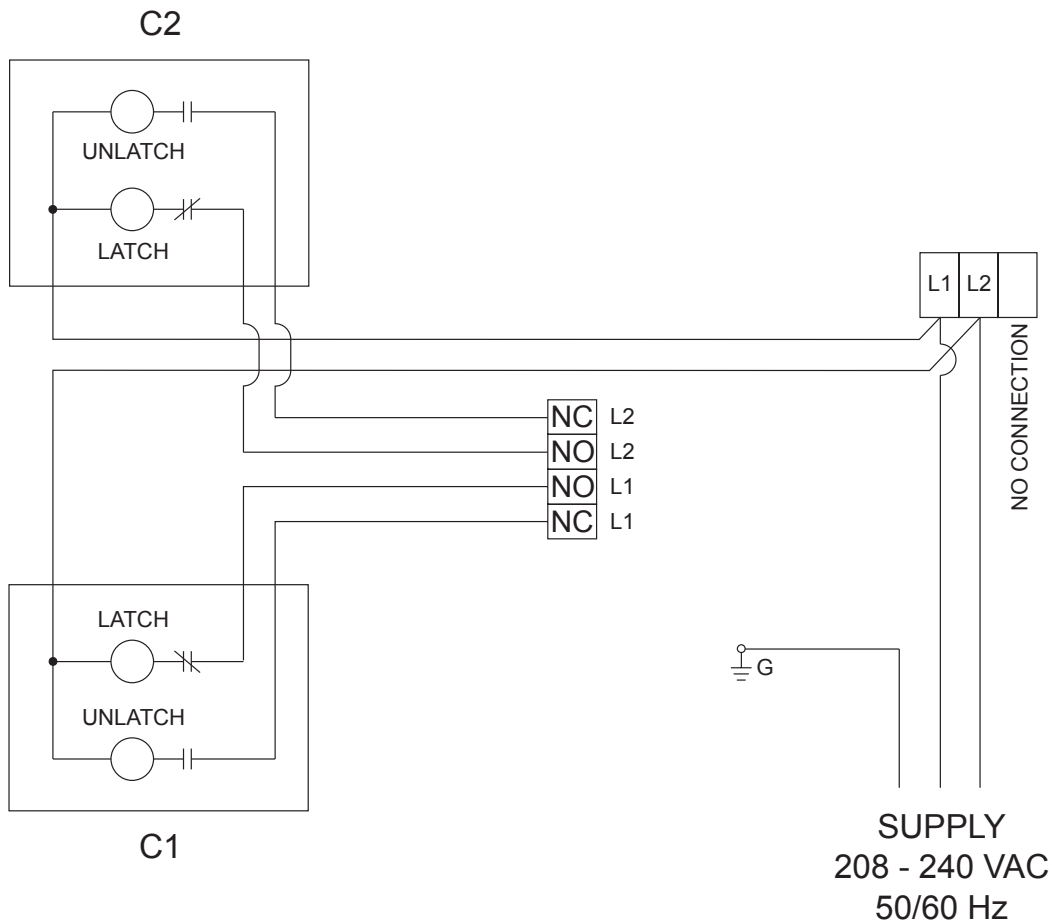 C2
UNLATCH
LATCH
L1 L2
NO CONNECTION
NC L2
NO L2
NO L1
NC L1
LATCH
UNLATCH
G
C1
SUPPLY
208 - 240 VAC
50/60 Hz